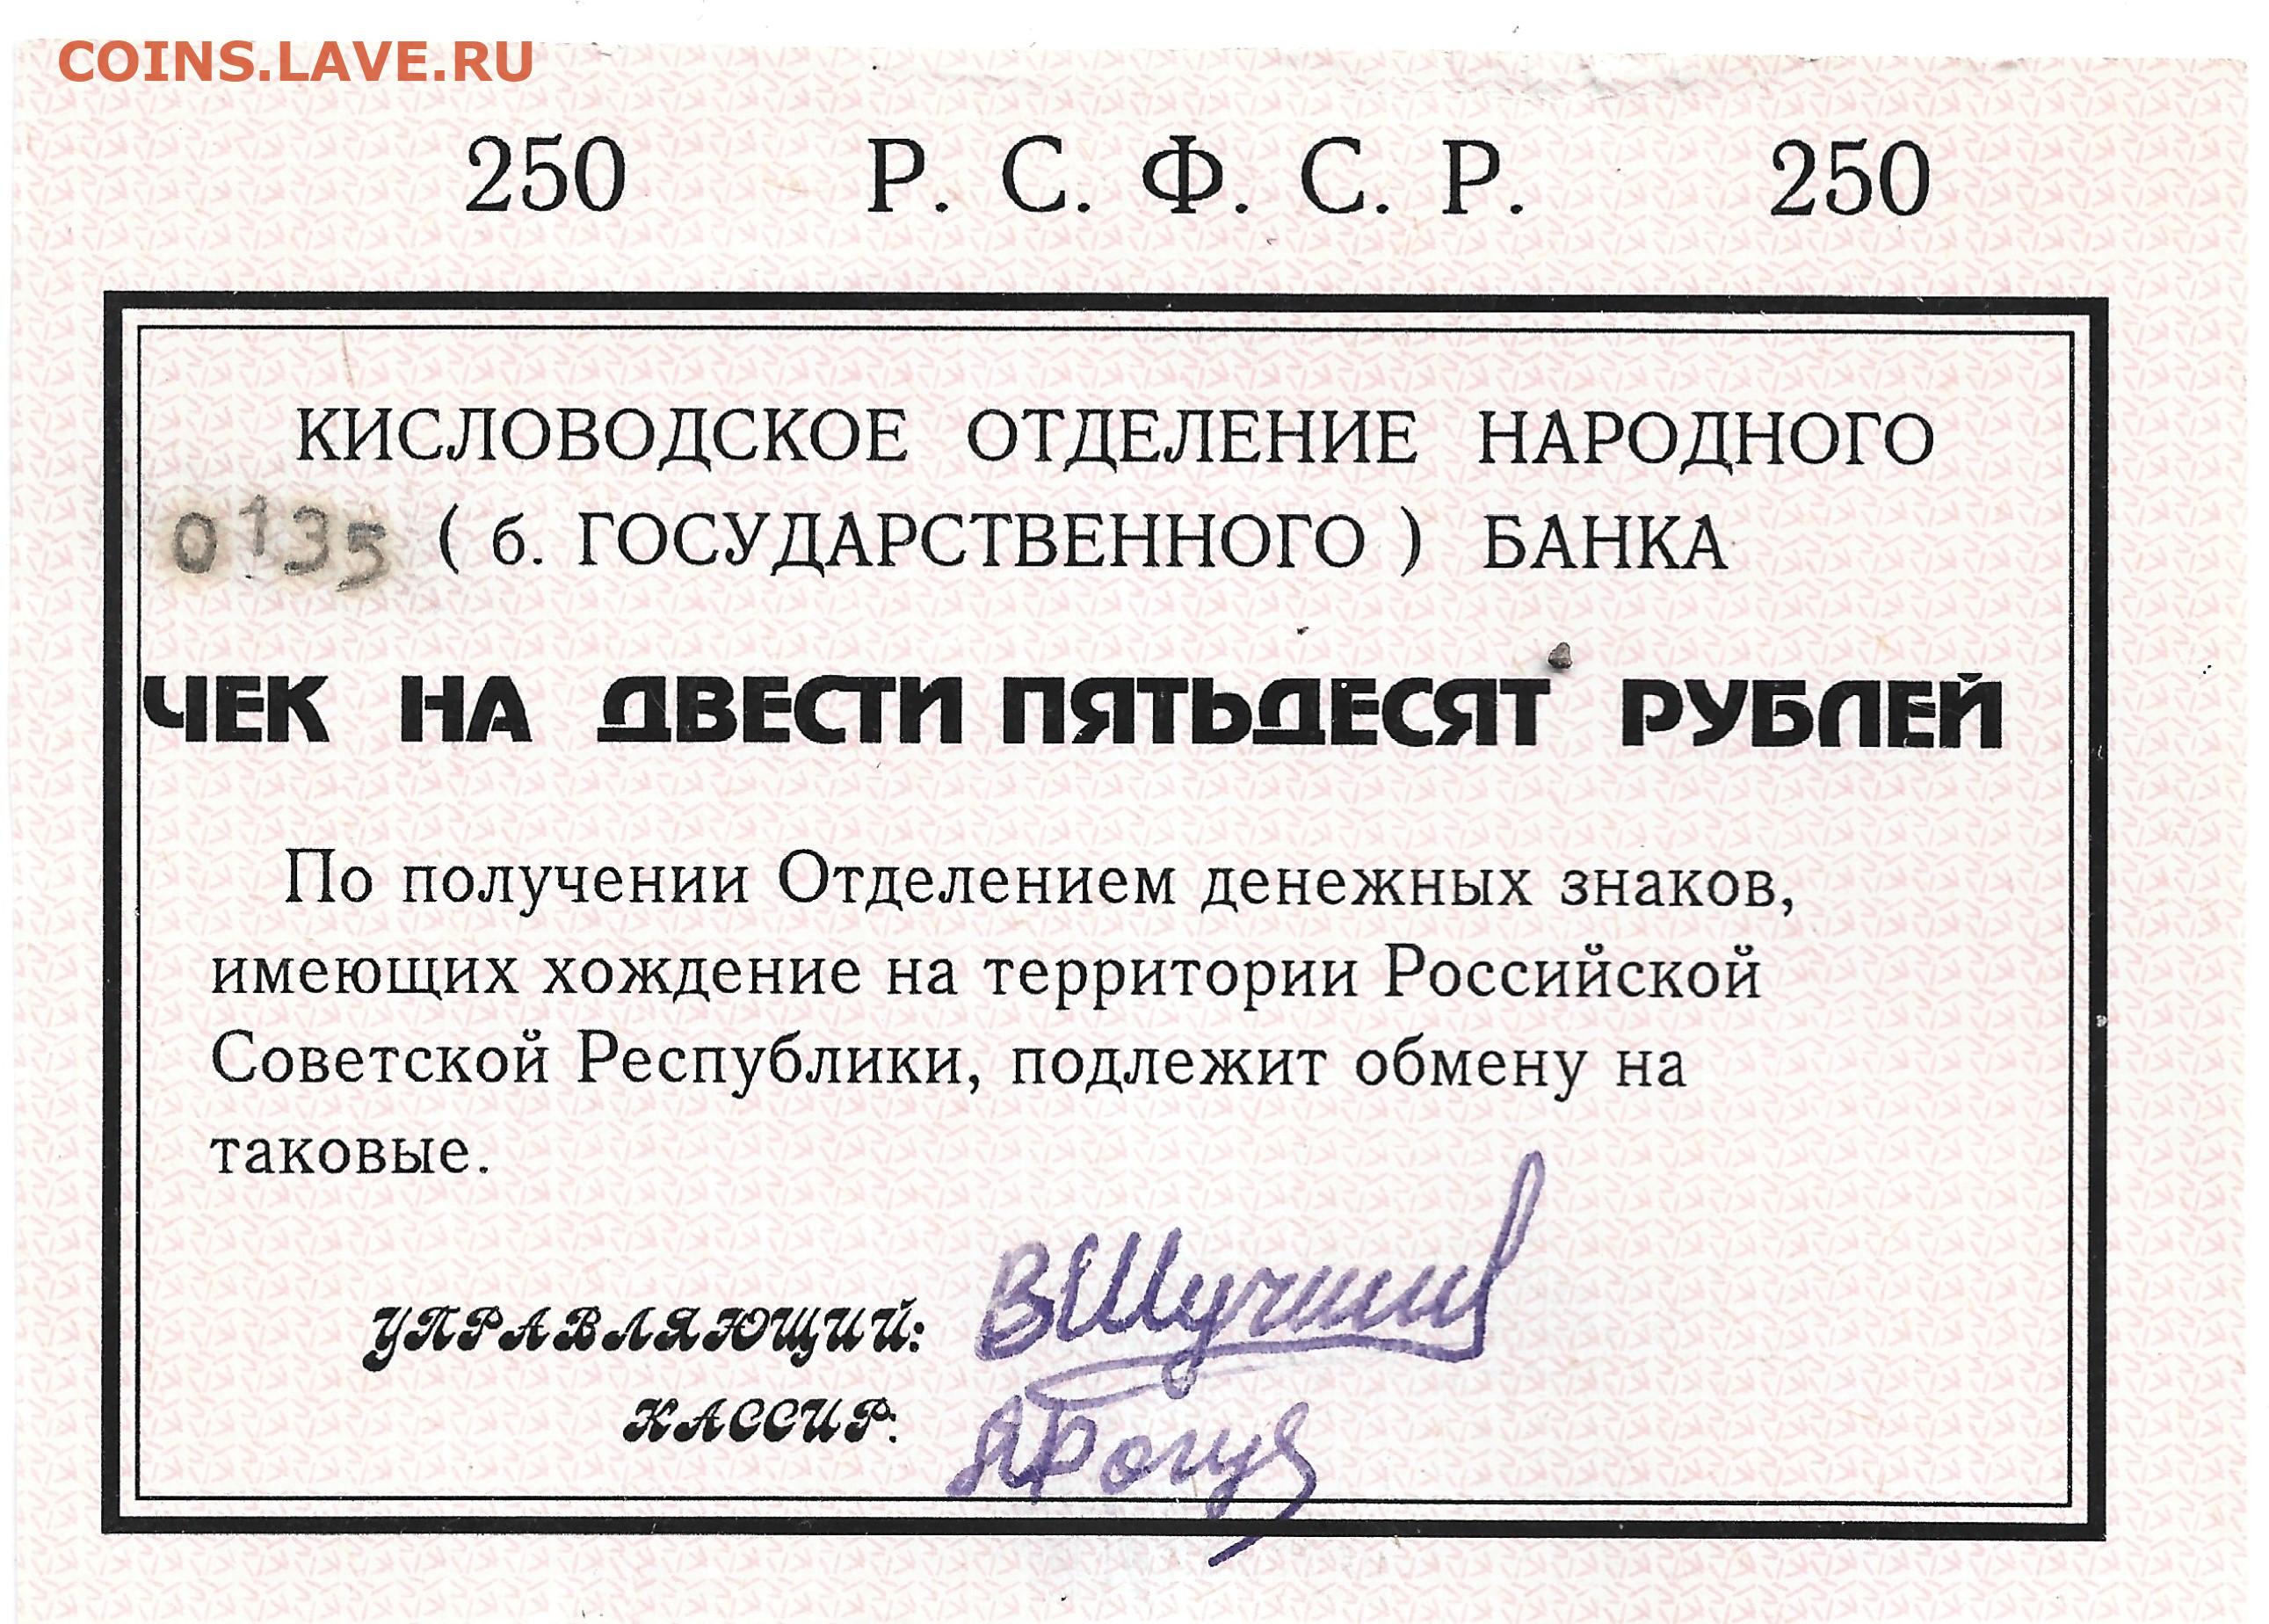 COINS.LAVE.RU
250 Р. С. Ф. С. Р. 250
КИСЛОВОДСКОЕ ОТДЕЛЕНИЕ НАРОДНОГО
0135 ( б. ГОСУДАРСТВЕННОГО ) БАНКА
ЧЕК НА ДВЕСТИ ПЯТЬДЕСЯТ РУБЛЕЙ
По получении Отделением денежных знаков,
имеющих хождение на территории Российской
Советской Республики, подлежит обмену на
таковые.
УПРАВЛЯЮЩИЙ:
КАССИР: